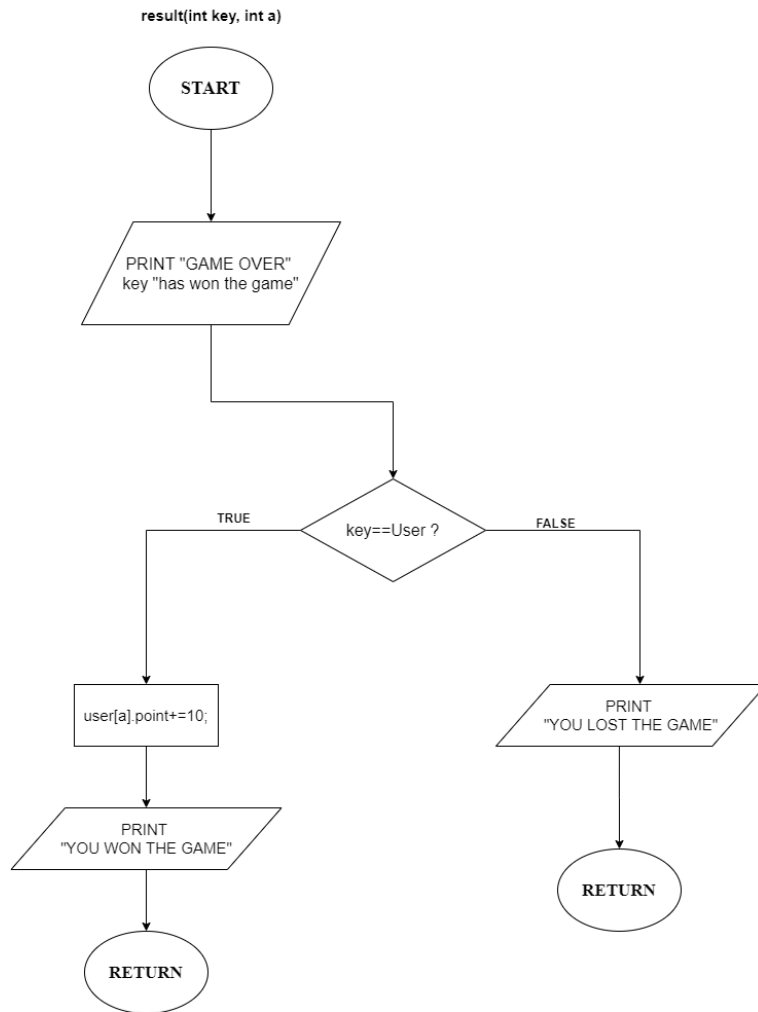 result(int key, int a)
START
PRINT "GAME OVER"
key "has won the game"
key==User ?
TRUE
FALSE
user[a].point+=10;
PRINT
"YOU WON THE GAME"
RETURN
PRINT
"YOU LOST THE GAME"
RETURN